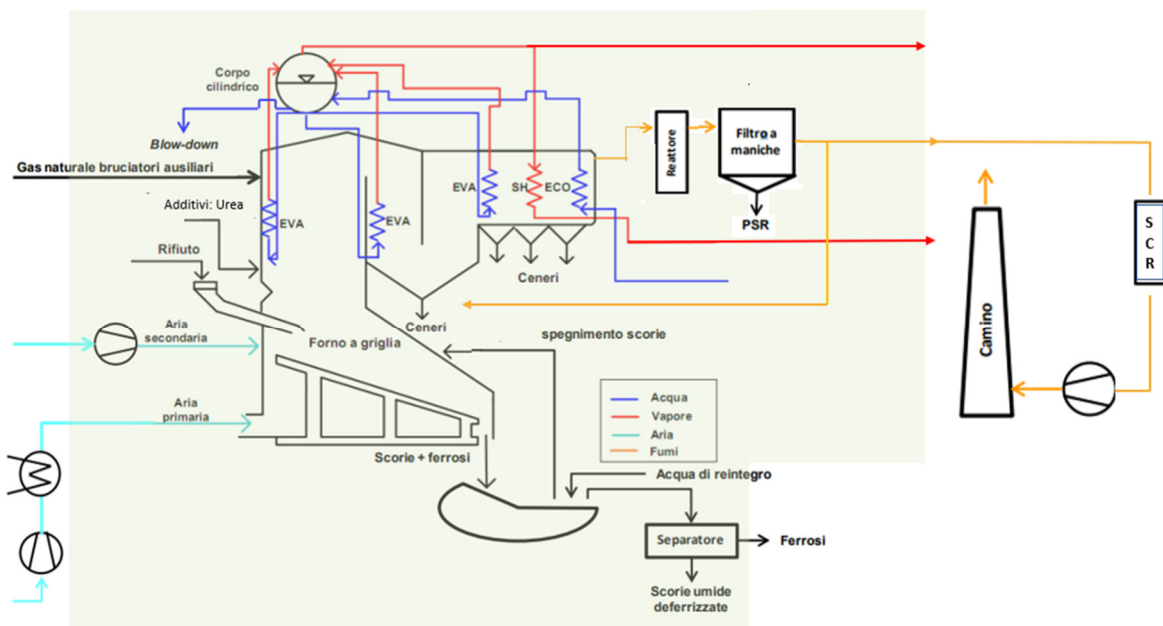 Corpo
cilindrico
Blow-down
Gas naturale bruciatori ausiliari
Additivi: Urea
Rifiuto
EVA
EVA
EVA
SH
ECO
Reattore
Filtro a
maniche
PSR
Ceneri
Ceneri
S
C
R
Aria
secondaria
Forno a griglia
spegnimento scorie
Camino
Aria
primaria
Acqua
Vapore
Aria
Fumi
Scorie + ferrosi
Acqua di reintegro
Separatore
Ferrosi
Scorie umide
deferrizzate